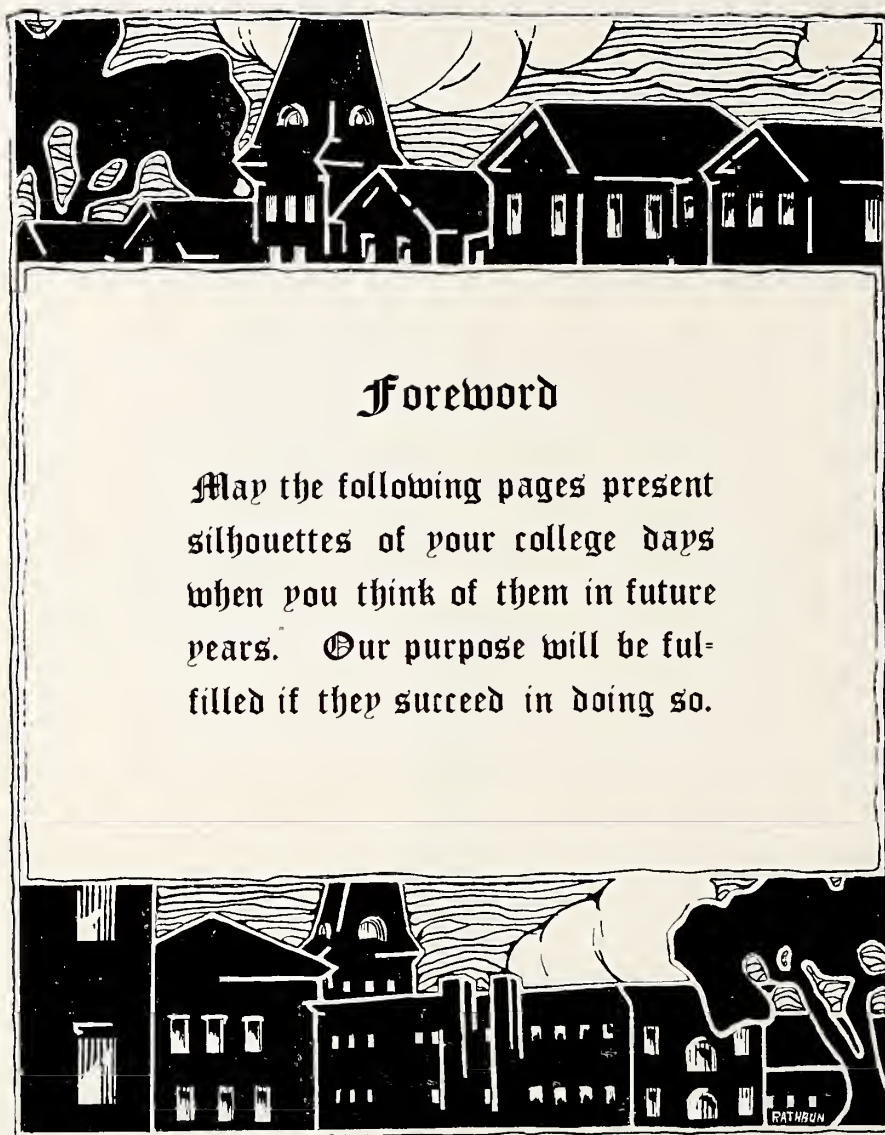 Foreword
May the following pages present
silhouettes of your college days
when you think of them in future
years. Our purpose will be ful=
filled if they succeed in doing so.
RATHBUN